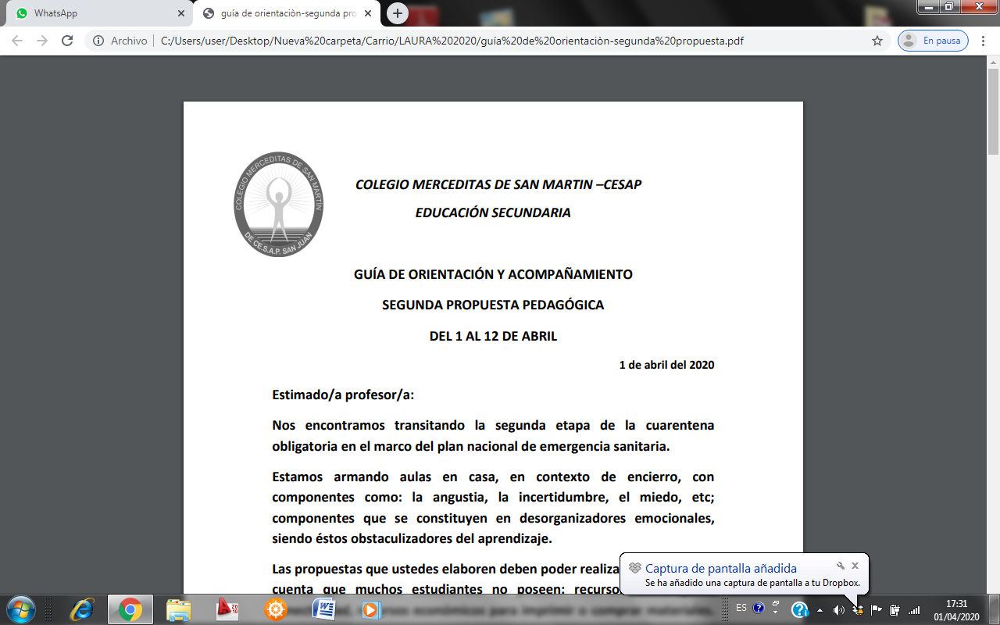 WhatsApp
guía de orientaciòn-segunda pro
En pausa
Archivo
C:/Users/user/Desktop/Nueva%20carpeta/Carrio/LAURA%202020/guía%20de%20orientaciòn-segunda%20propuesta.pdf
COLEGIO MERCEDITAS DE SAN MARTÍN
DE CE.S.A.P. SAN JUAN
COLEGIO MERCEDITAS DE SAN MARTIN –CESAP
EDUCACIÓN SECUNDARIA
GUÍA DE ORIENTACIÓN Y ACOMPAÑAMIENTO
SEGUNDA PROPUESTA PEDAGÓGICA
DEL 1 AL 12 DE ABRIL
1 de abril del 2020
Estimado/a profesor/a:
Nos encontramos transitando la segunda etapa de la cuarentena
obligatoria en el marco del plan nacional de emergencia sanitaria.
Estamos armando aulas en casa, en contexto de encierro, con
componentes como: la angustia, la incertidumbre, el miedo, etc;
componentes que se constituyen en desorganizadores emocionales,
siendo éstos obstaculizadores del aprendizaje.
Las propuestas que ustedes elaboren deben poder realiza
cuenta que muchos estudiantes no poseen: recurso
económicos para imprimir o comprar materiales.
Captura de pantalla añadida
Se ha añadido una captura de pantalla a tu Dropbox.
ES
17:31
01/04/2020